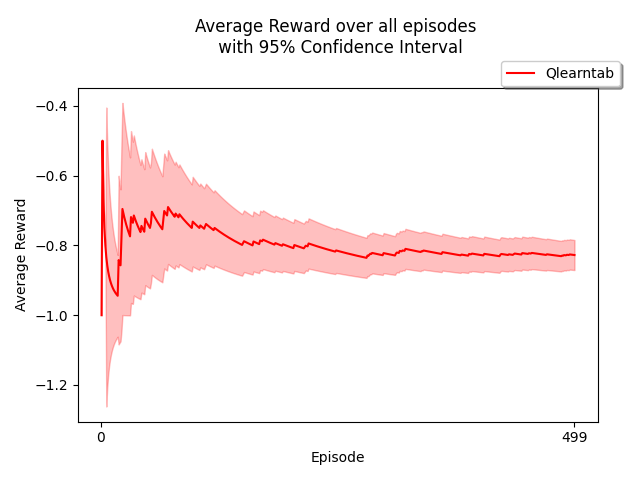 Average Reward over all episodes
with 95% Confidence Interval
Qlearntab
−0.4
−0.6
−0.8
−1.0
−1.2
Average Reward
0
499
Episode